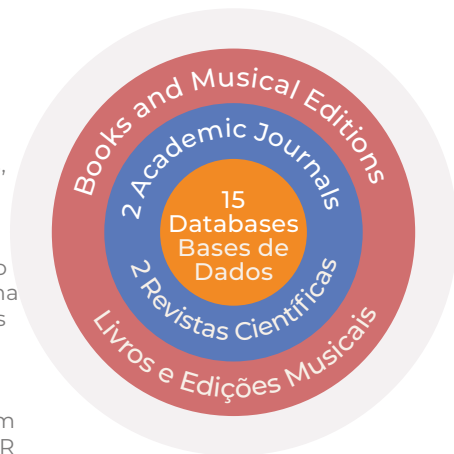 Books and Musical Editions
2 Academic Journals
15
Databases
Bases de
Dados
2 Revistas Científicas
Livros e Edições Musicais
,
s
R